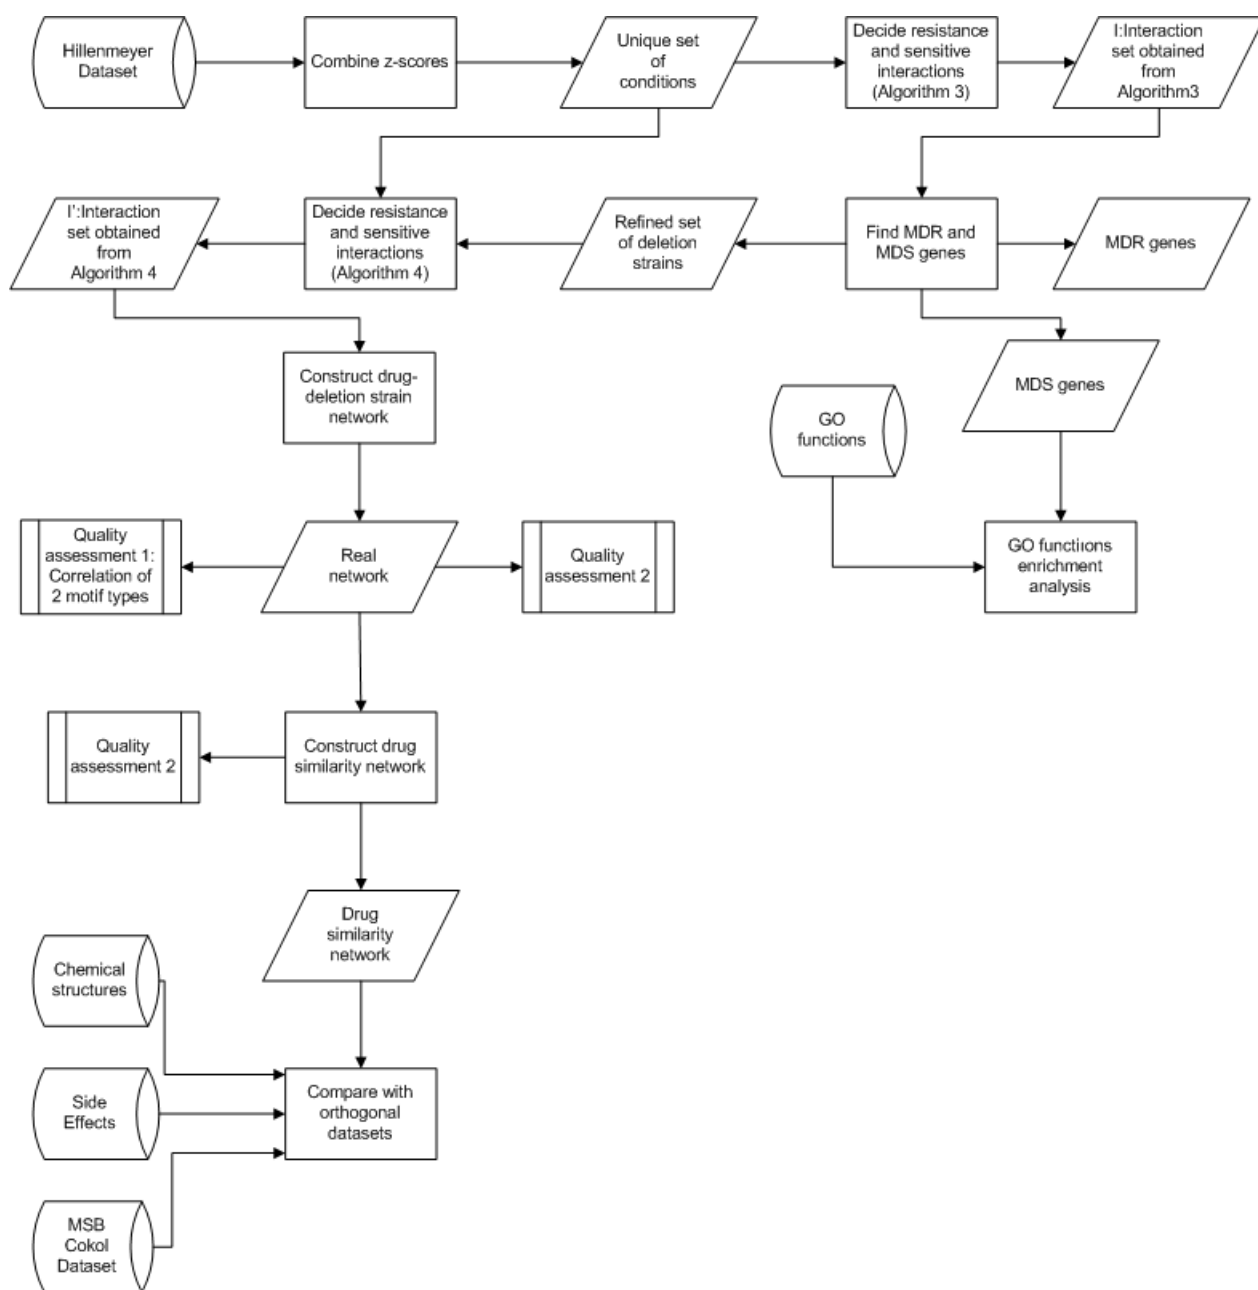 Hillenmeyer
Dataset
Combine z-scores
Unique set
of
conditions
Decide resistance
and sensitive
interactions
(Algorithm 3)
I:Interaction
set obtained
from
Algorithm3
I':Interaction
set obtained
from
Algorithm 4
Decide resistance
and sensitive
interactions
(Algorithm 4)
Refined set
of deletion
strains
Find MDR and
MDS genes
MDR genes
Construct drug-
deletion strain
network
MDS genes
GO
functions
Quality
assessment 1:
Correlation of
2 motif types
Real
network
Quality
assessment 2
GO functiions
enrichment
analysis
Quality
assessment 2
Construct drug
similarity network
Drug
similarity
network
Chemical
structures
Side
Effects
Compare with
orthogonal
datasets
MSB
Cokol
Dataset